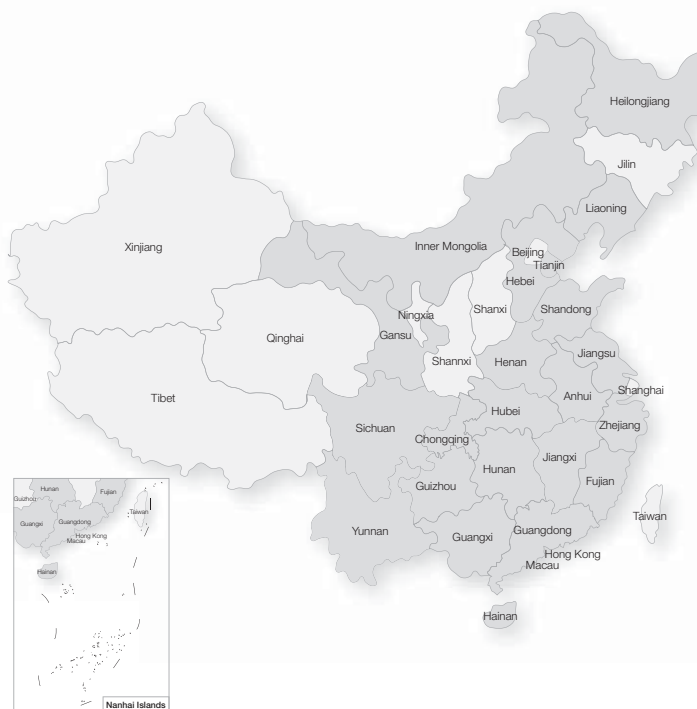 Heilongjiang
Jilin
Liaoning
Inner Mongolia
Beijing
Tianjin
Hebei
Xinjiang
Ningxia
Shanxi
Shandong
Qinghai
Gansu
Shannxi
Henan
Jiangsu
Tibet
Anhui
Shanghai
Sichuan
Hubei
Zhejiang
Chongqing
Hunan
Jiangxi
Guizhou
Fujian
Yunnan
Guangxi
Guangdong
Taiwan
Hong Kong
Macau
Hainan
Hunan
Fujian
Guizhou
Taiwan
Guangxi
Guangdong
Hong Kong
Macau
Hainan
Nanhai Islands